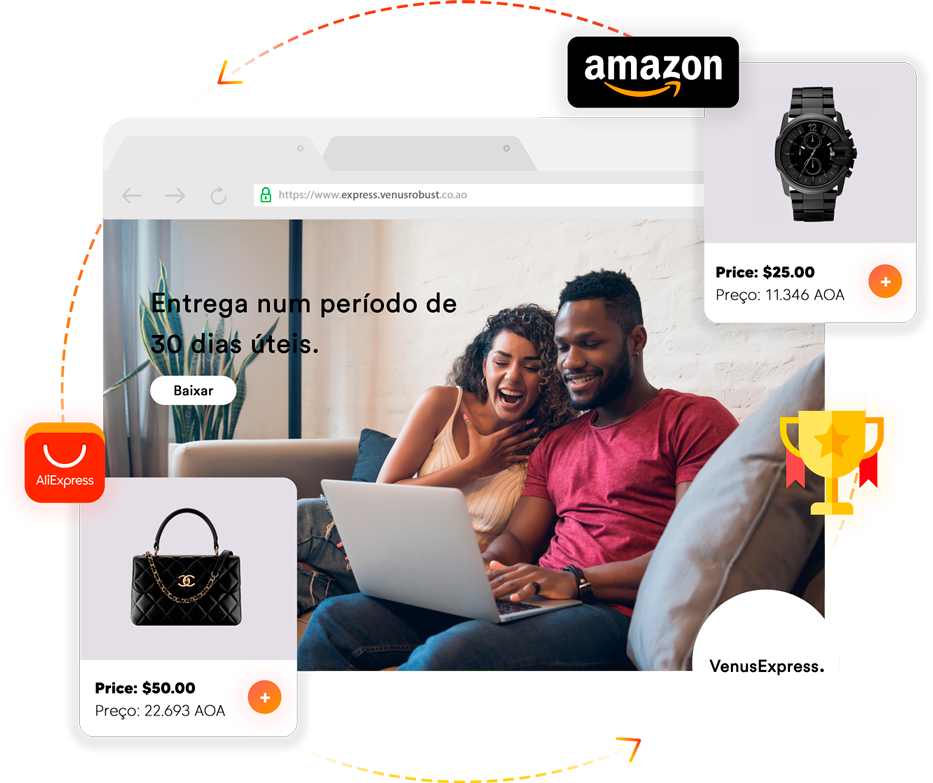 amazon
https://www.express.venusrobust.co.ao
Price: $25.00
Preço: 11.346 AOA
Entrega num período de
30 dias úteis.
Baixar
AliExpress
Price: $50.00
Preço: 22.693 AOA
VenusExpress.